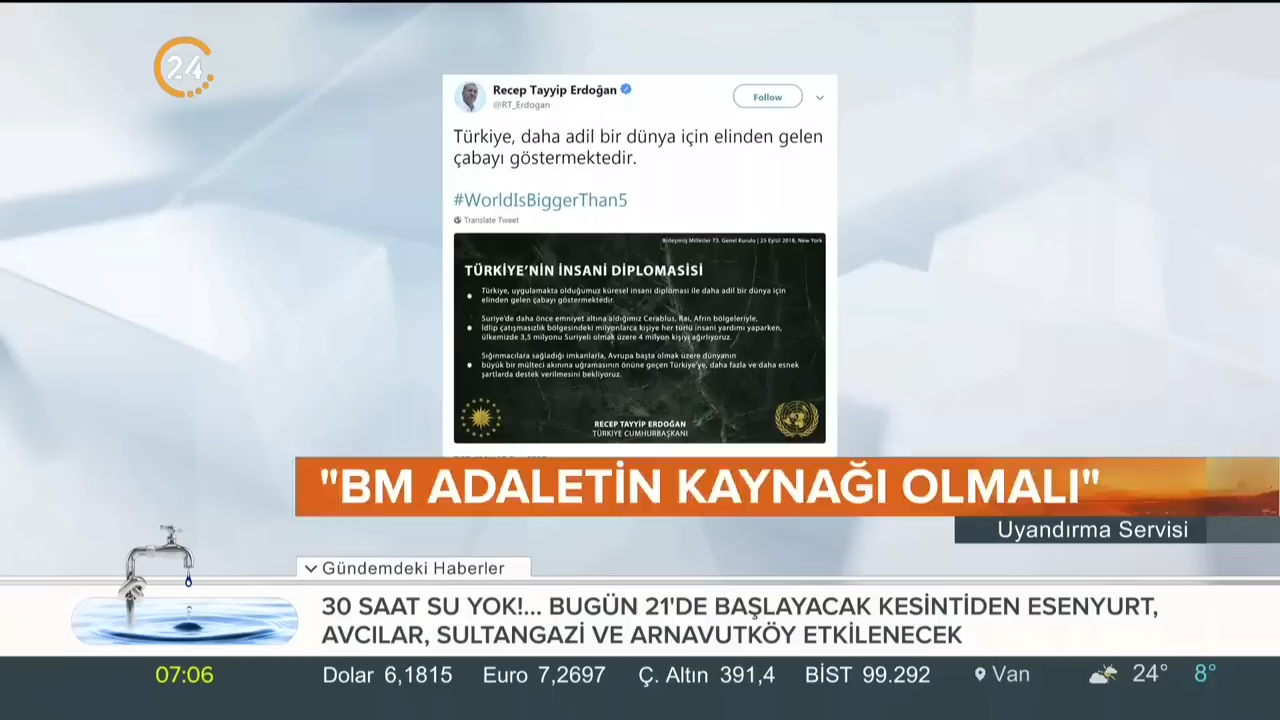 24
Recep Tayyip Erdoğan
@RT_Erdogan
Follow
Türkiye, daha adil bir dünya için elinden gelen
çabayı göstermektedir.
#WorldIsBiggerThan5
Translate Tweet
Birleşmiş Milletler 73. Genel Kurulu | 25 Eylül 2018, New York
TÜRKİYE'NİN İNSANİ DİPLOMASİSİ
Türkiye, uygulamakta olduğumuz küresel insani diplomasi ile daha adil bir dünya için
elinden gelen çabayı göstermektedir.
Suriye'de daha önce emniyet altına aldığımız Cerablus, Rai, Afrin bölgeleriyle,
İdlip çatışmasızlık bölgesindeki milyonlarca kişiye her türlü insani yardımı yaparken,
ülkemizde 3,5 milyonu Suriyeli olmak üzere 4 milyon kişiyi ağırlıyoruz.
Sığınmacılara sağladığı imkanlarla, Avrupa başta olmak üzere dünyanın
büyük bir mülteci akınına uğramasının önüne geçen Türkiye'ye, daha fazla ve daha esnek
şartlarda destek verilmesini bekliyoruz.
RECEP TAYYİP ERDOĞAN
TÜRKİYE CUMHURBAŞKANI
"BM ADALETİN KAYNAĞI OLMALI"
Uyandırma Servisi
Gündemdeki Haberler
30 SAAT SU YOK!... BUGÜN 21'DE BAŞLAYACAK KESİNTİDEN ESENYURT,
AVCILAR, SULTANGAZİ VE ARNAVUTKÖY ETKİLENECEK
07:06 Dolar 6,1815 Euro 7,2697 Ç. Altın 391,4 BİST 99.292 Van 24° 8°